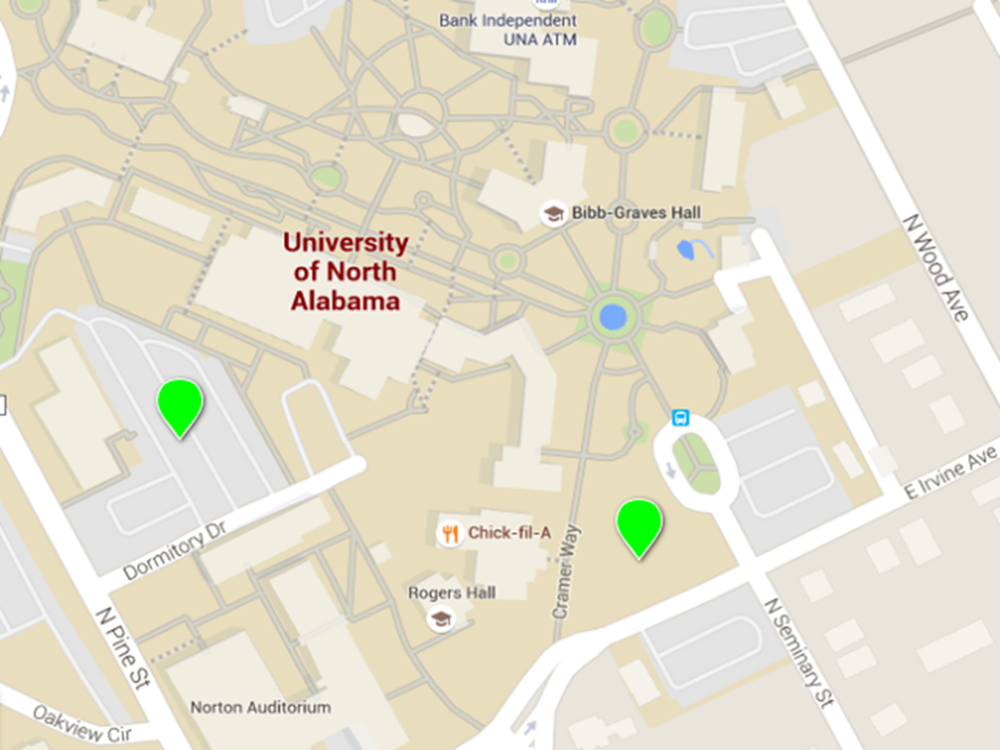 Bank Independent
UNA ATM
Bibb-Graves Hall
University
of North
Alabama
N Wood Ave
E Irvine Ave
Chick-fil-A
Dormitory Dr
Cramer Way
Rogers Hall
N Pine St
N Seminary St
Norton Auditorium
Oakview Cir